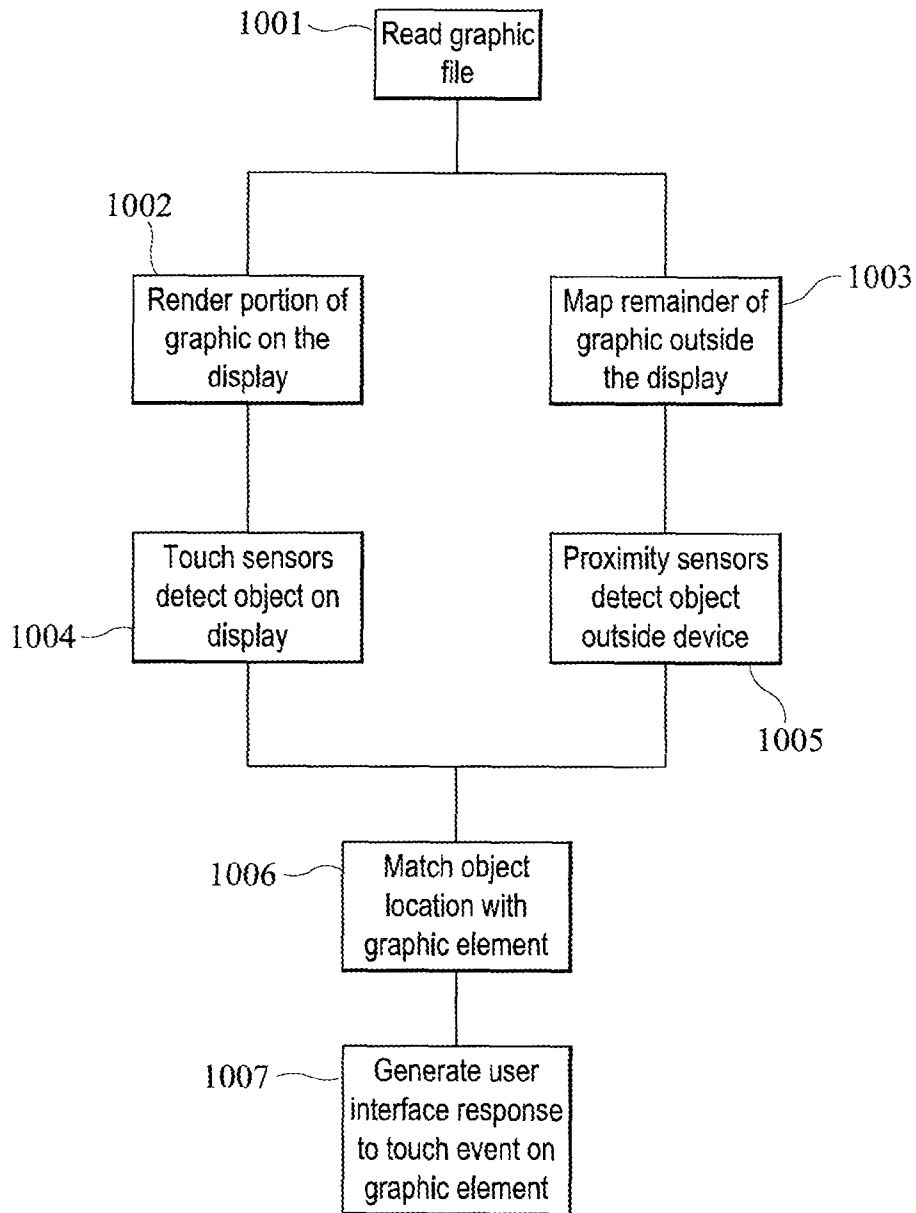 1001
Read graphic
file
1002
Render portion of
graphic on the
display
1003
Map remainder of
graphic outside
the display
1004
Touch sensors
detect object on
display
Proximity sensors
detect object
outside device
1005
1006
Match object
location with
graphic element
1007
Generate user
interface response
to touch event on
graphic element